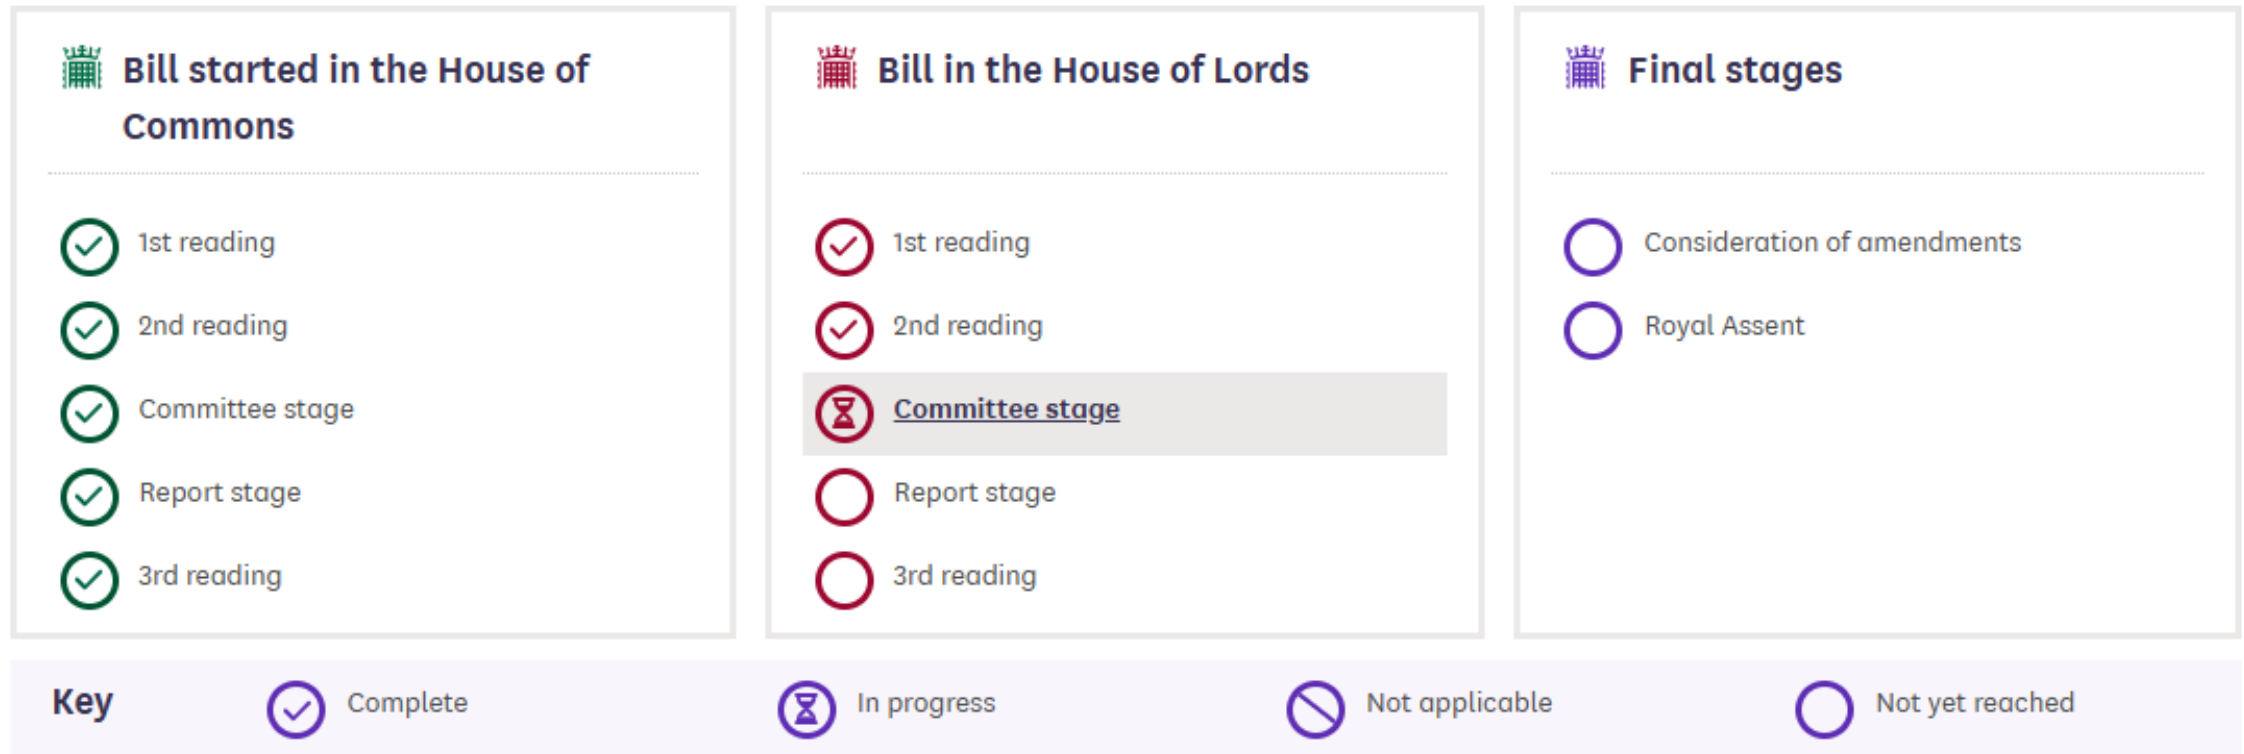 Bill started in the House of
Commons
1st reading
2nd reading
Committee stage
Report stage
3rd reading
Bill in the House of Lords
1st reading
2nd reading
Committee stage
Report stage
3rd reading
Final stages
Consideration of amendments
Royal Assent
Key
Complete
In progress
Not applicable
Not yet reached